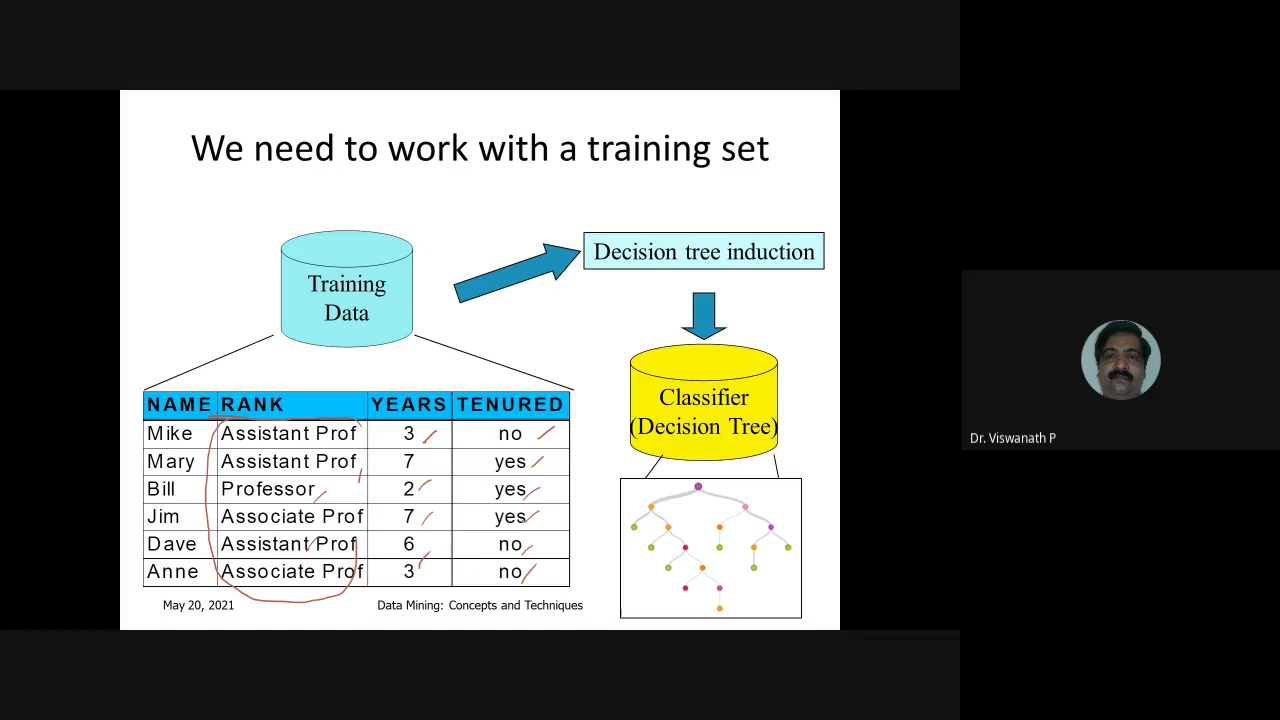 We need to work with a training set
Decision tree induction
Training
Data
Classifier
(Decision Tree)
NAME RANK YEARS TENURED
Mike Assistant Prof 3 no
Mary Assistant Prof 7 yes
Bill Professor 2 yes
Jim Associate Prof 7 yes
Dave Assistant Prof 6 no
Anne Associate Prof 3 no
May 20, 2021 Data Mining: Concepts and Techniques
Dr. Viswanath P